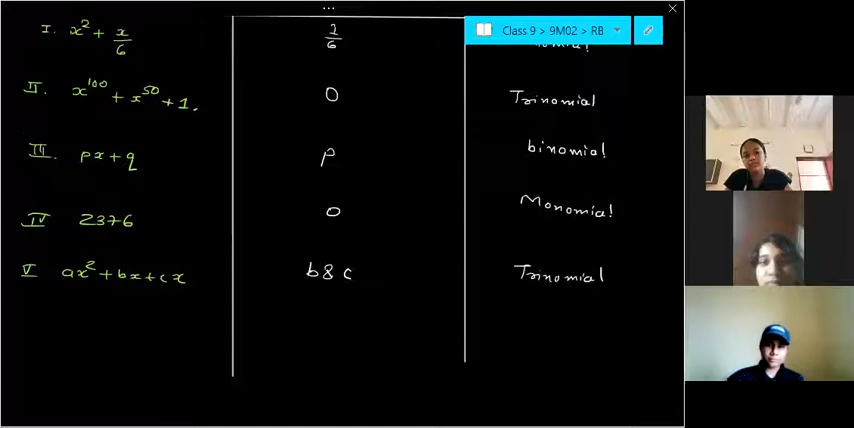 I. x² + x/6 1/6 nomial
Class 9 > 9M02 > RB
II. x¹⁰⁰ + x⁵⁰ + 1. 0 Trinomial
III. px + q p binomial
IV 2376 0 Monomial
V ax² + bx + cx b & c Trinomial